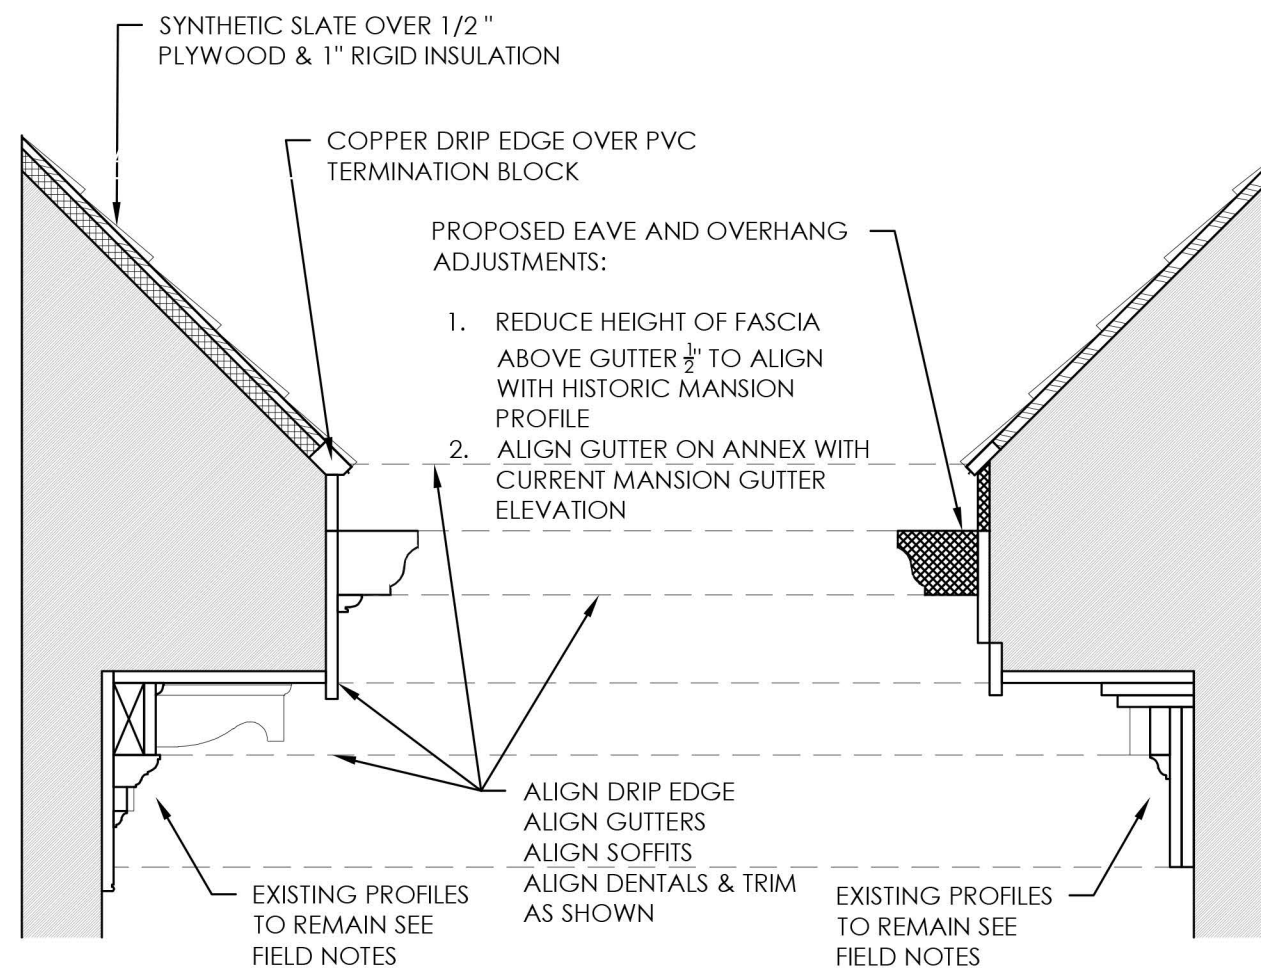 SYNTHETIC SLATE OVER 1/2 "
PLYWOOD & 1" RIGID INSULATION
COPPER DRIP EDGE OVER PVC
TERMINATION BLOCK
PROPOSED EAVE AND OVERHANG
ADJUSTMENTS:
1. REDUCE HEIGHT OF FASCIA
ABOVE GUTTER 1/2" TO ALIGN
WITH HISTORIC MANSION
PROFILE
2. ALIGN GUTTER ON ANNEX WITH
CURRENT MANSION GUTTER
ELEVATION
ALIGN DRIP EDGE
ALIGN GUTTERS
ALIGN SOFFITS
ALIGN DENTALS & TRIM
AS SHOWN
EXISTING PROFILES
TO REMAIN SEE
FIELD NOTES
EXISTING PROFILES
TO REMAIN SEE
FIELD NOTES